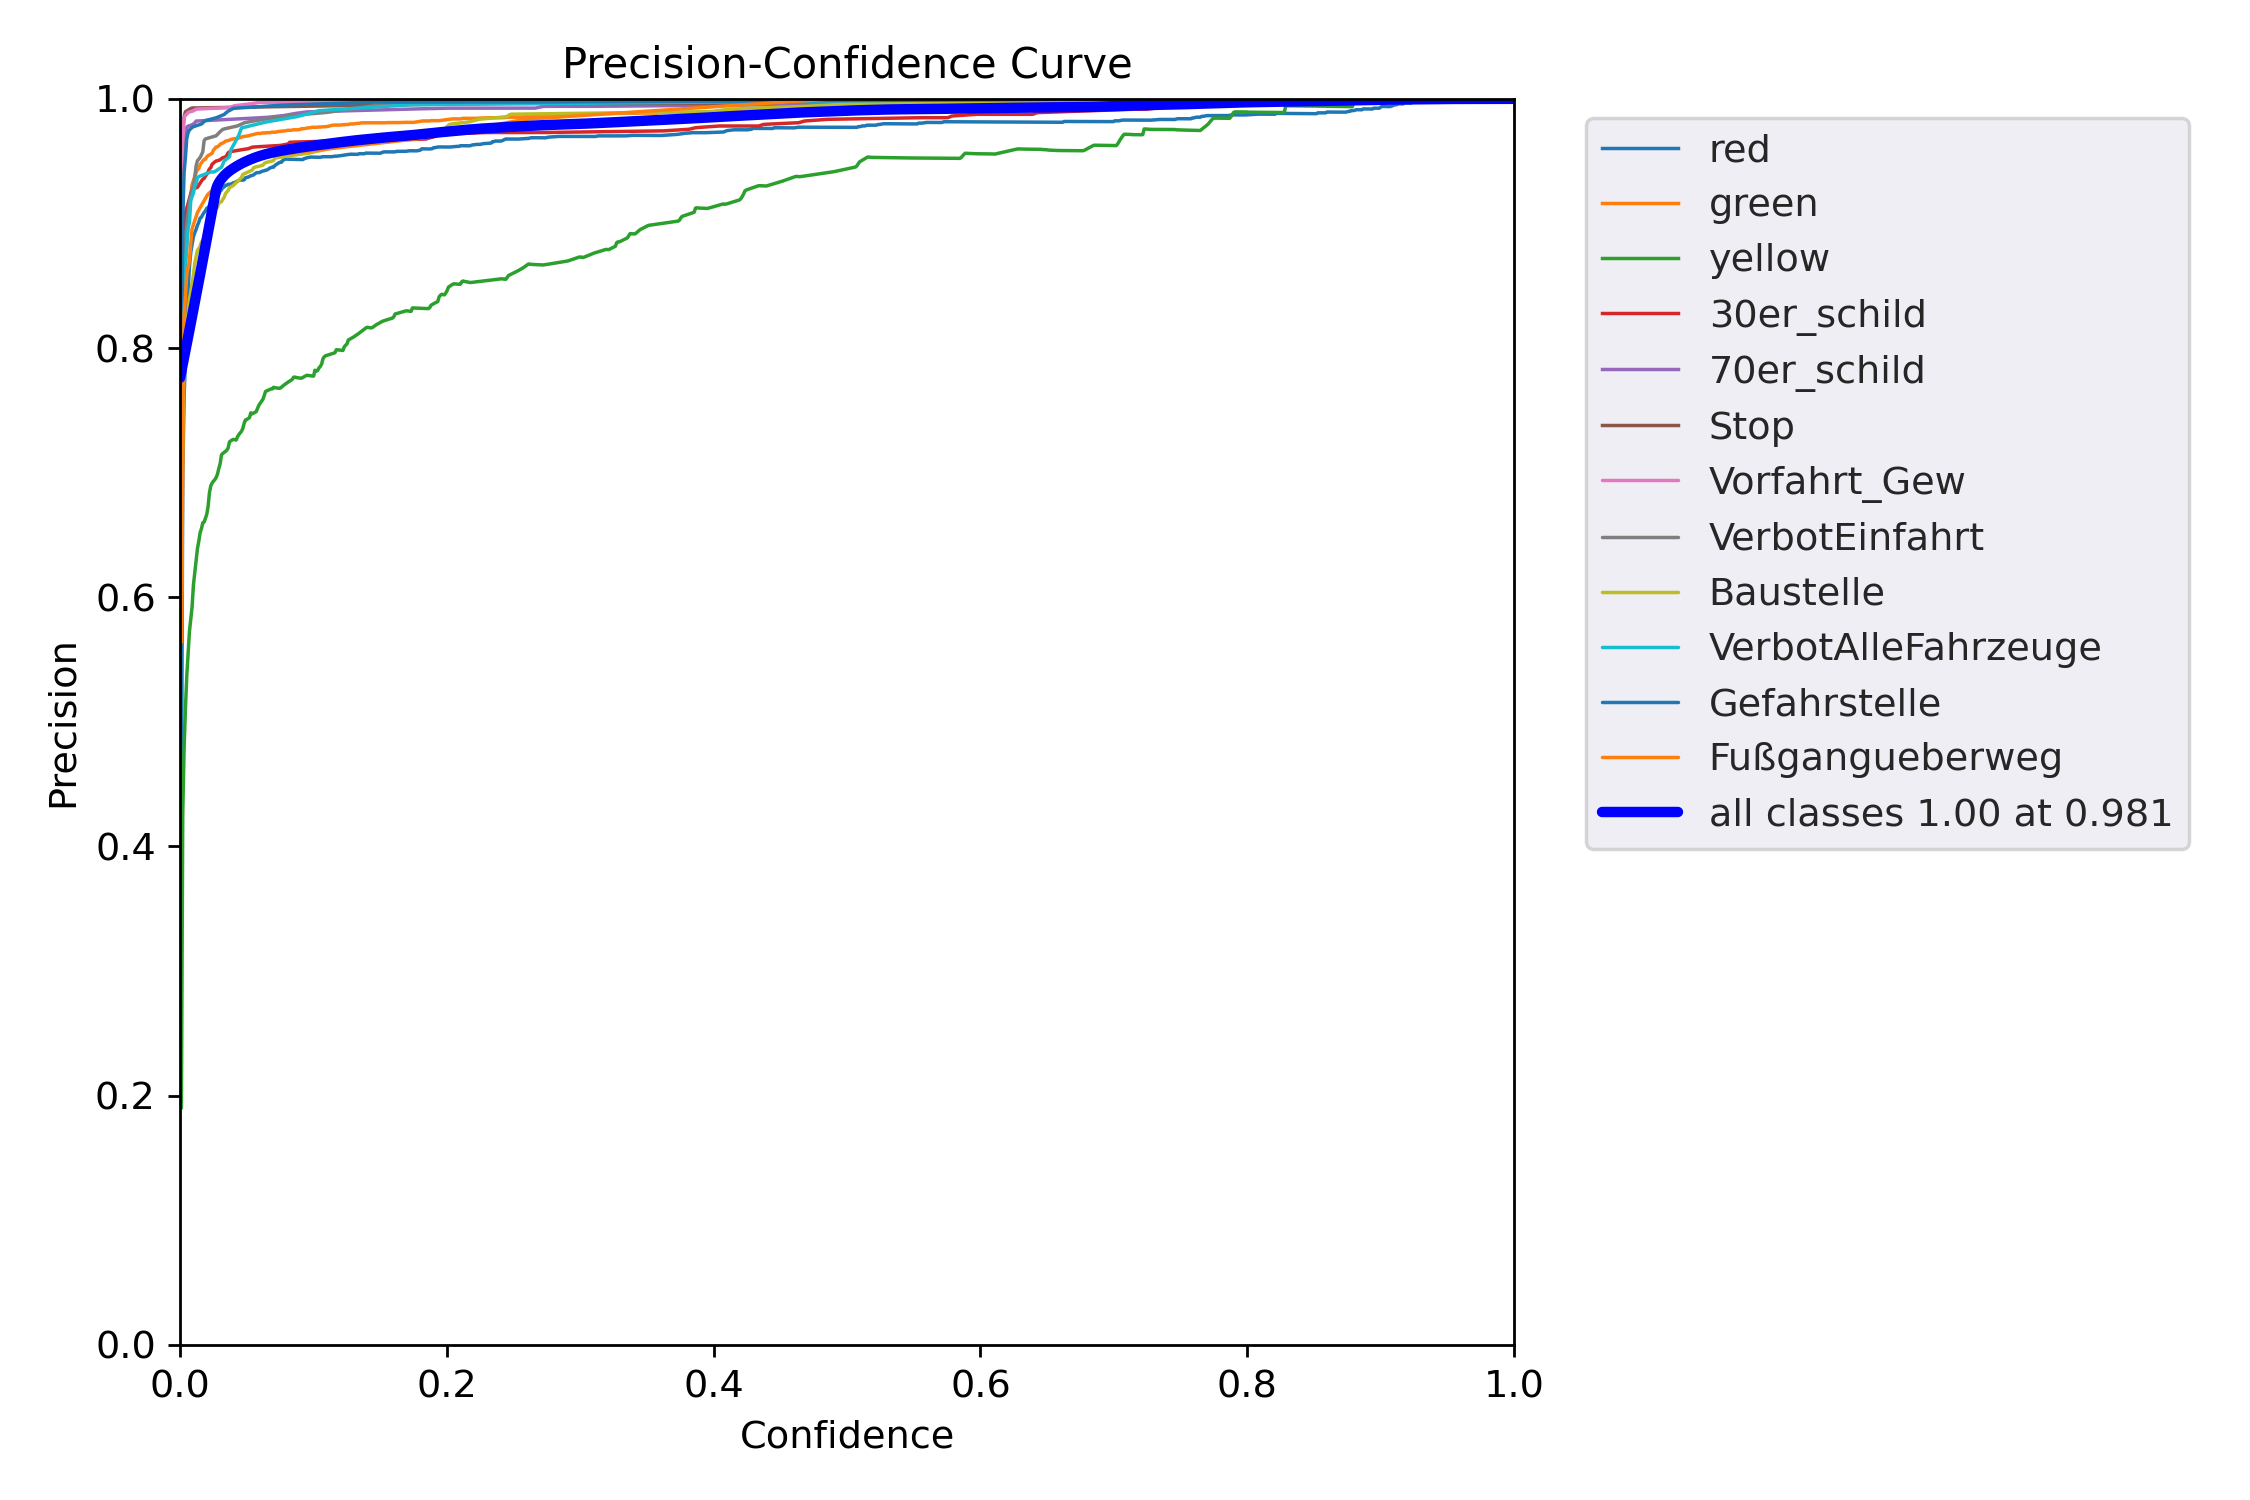 Precision-Confidence Curve
1.0
0.8
0.6
0.4
0.2
0.0
Precision
0.0 0.2 0.4 0.6 0.8 1.0
Confidence
red
green
yellow
30er_schild
70er_schild
Stop
Vorfahrt_Gew
VerbotEinfahrt
Baustelle
VerbotAlleFahrzeuge
Gefahrstelle
Fußgangueberweg
all classes 1.00 at 0.981